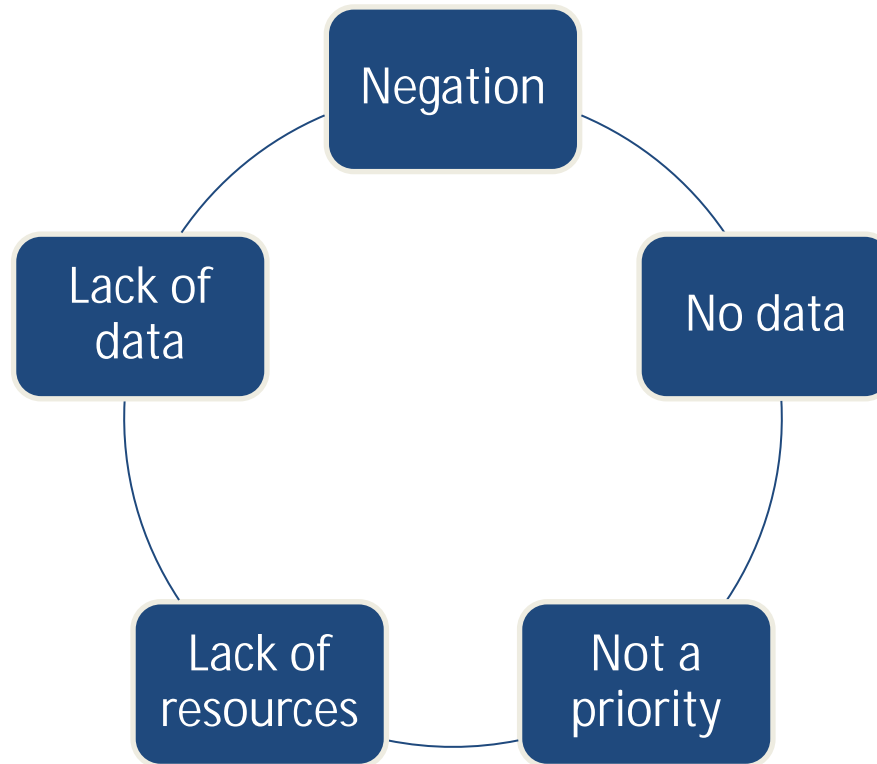 Negation
Lack of
data
No data
Lack of
resources
Not a
priority